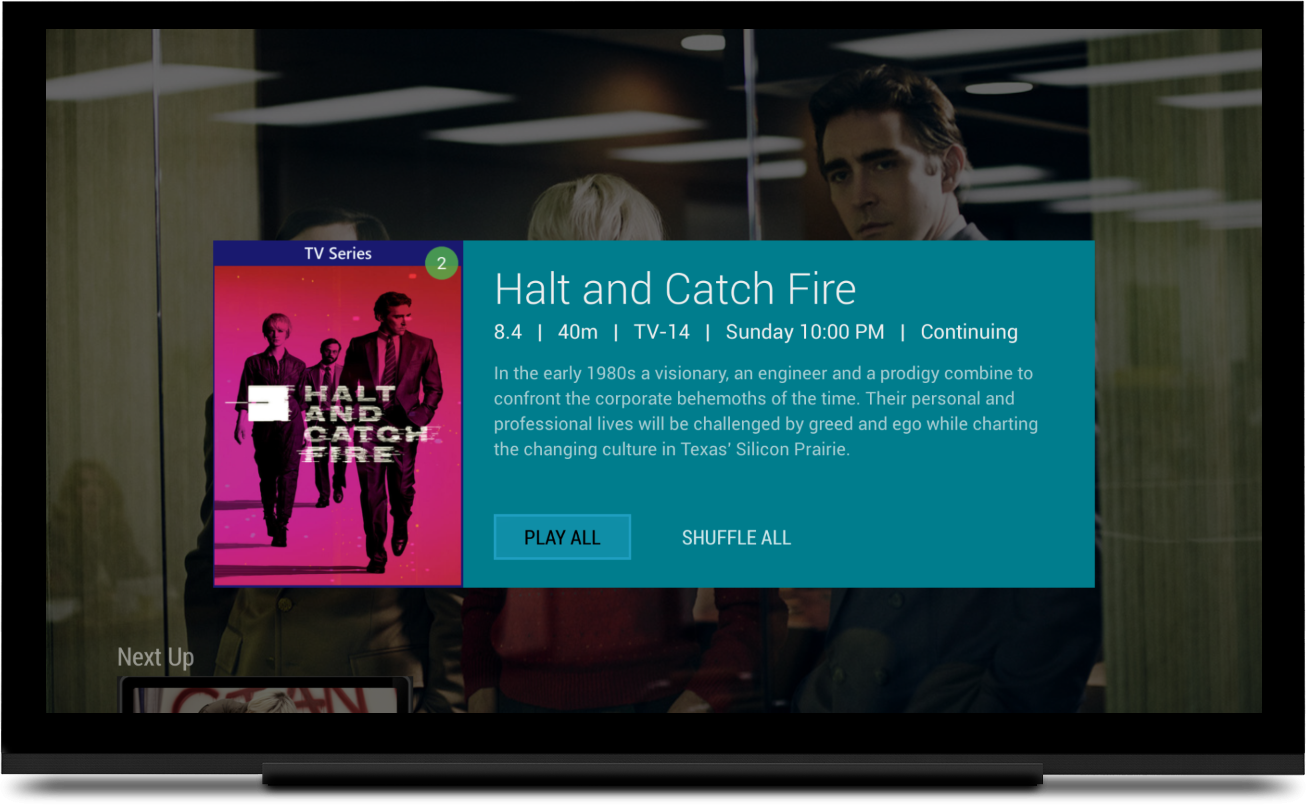 TV Series
2
HALT
AND
CATCH
FIRE
Halt and Catch Fire
8.4 | 40m | TV-14 | Sunday 10:00 PM | Continuing
In the early 1980s a visionary, an engineer and a prodigy combine to
confront the corporate behemoths of the time. Their personal and
professional lives will be challenged by greed and ego while charting
the changing culture in Texas' Silicon Prairie.
PLAY ALL
SHUFFLE ALL
Next Up